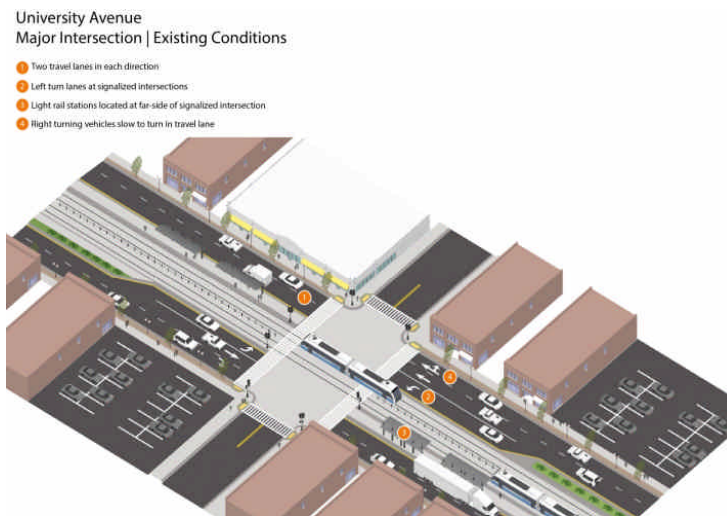 University Avenue
Major Intersection | Existing Conditions
1 Two travel lanes in each direction
2 Left turn lanes at signalized intersections
3 Light rail stations located at far-side of signalized intersection
4 Right turning vehicles slow to turn in travel lane
1
4
2
3